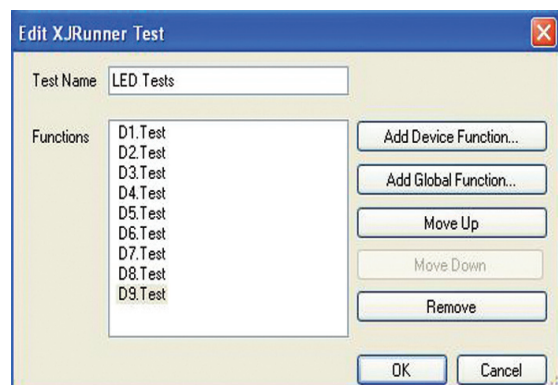 Edit XJRunner Test
Test Name
LED Tests
Functions
D1.Test
D2.Test
D3.Test
D4.Test
D5.Test
D6.Test
D7.Test
D8.Test
D9.Test
Add Device Function...
Add Global Function...
Move Up
Move Down
Remove
OK
Cancel